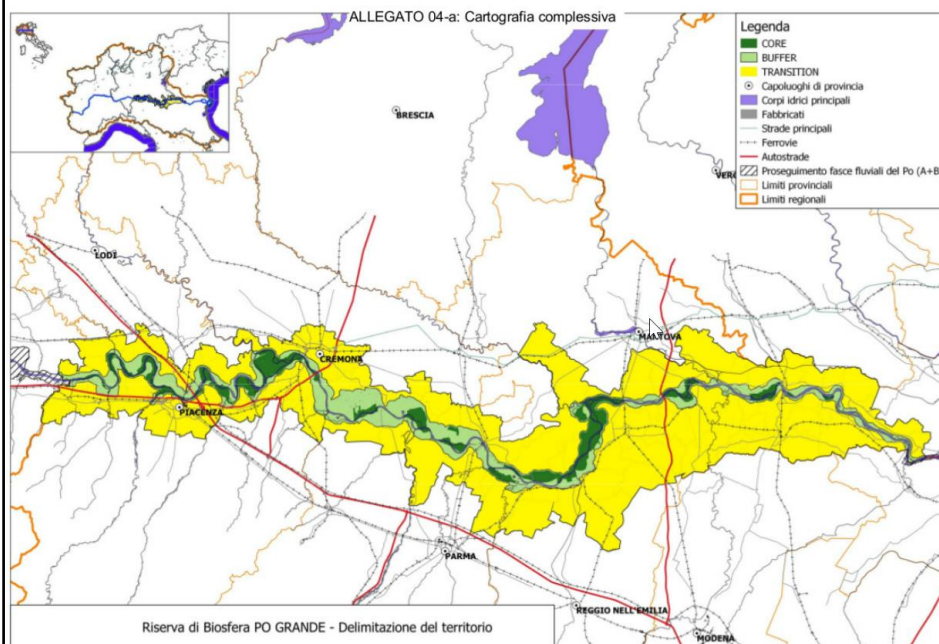 ALLEGATO 04-a: Cartografia complessiva
Legenda
CORE
BUFFER
TRANSITION
Capoluoghi di provincia
Corpi idrici principali
Fabbricati
Strade principali
Ferrovie
Autostrade
Proseguimento fasce fluviali del Po (A+B
Limiti provinciali
Limiti regionali
BRESCIA
LODI
CREMONA
MANTOVA
PIACENZA
PARMA
REGGIO NELL'EMILIA
MODENA
Riserva di Biosfera PO GRANDE - Delimitazione del territorio